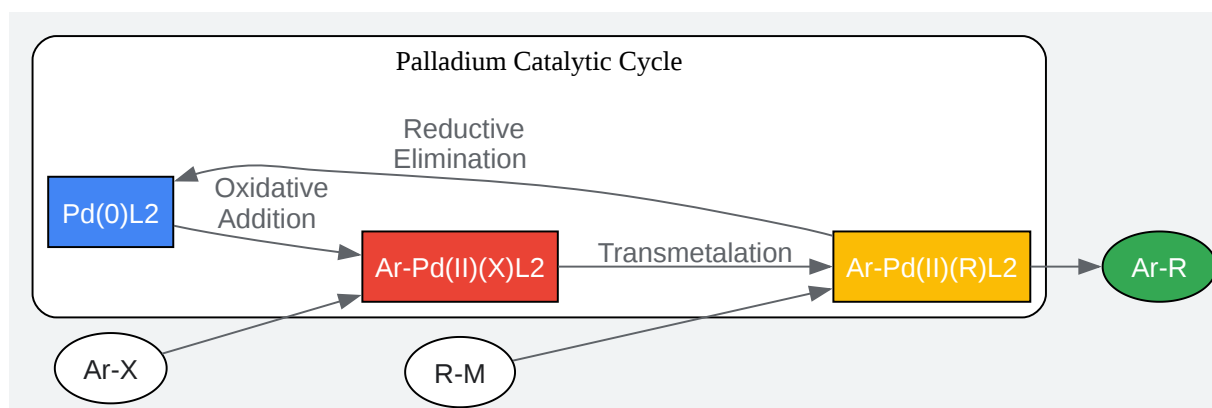 Palladium Catalytic Cycle
Reductive
Elimination
Oxidative
Addition
Pd(0)L2
Transmetalation
Ar-Pd(II)(X)L2
Ar-Pd(II)(R)L2
Ar-R
Ar-X
R-M